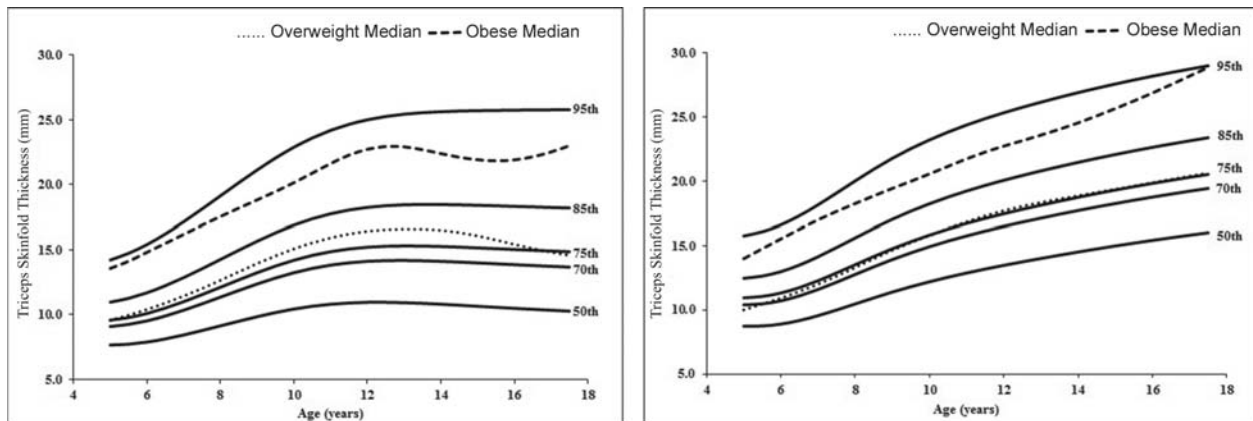 ...... Overweight Median --- Obese Median
30.0
25.0
20.0
15.0
10.0
5.0
Triceps Skinfold Thickness (mm)
95th
85th
75th
70th
50th
4 6 8 10 12 14 16 18
Age (years)
...... Overweight Median --- Obese Median
30.0
25.0
20.0
15.0
10.0
5.0
Triceps Skinfold Thickness (mm)
95th
85th
75th
70th
50th
4 6 8 10 12 14 16 18
Age (years)